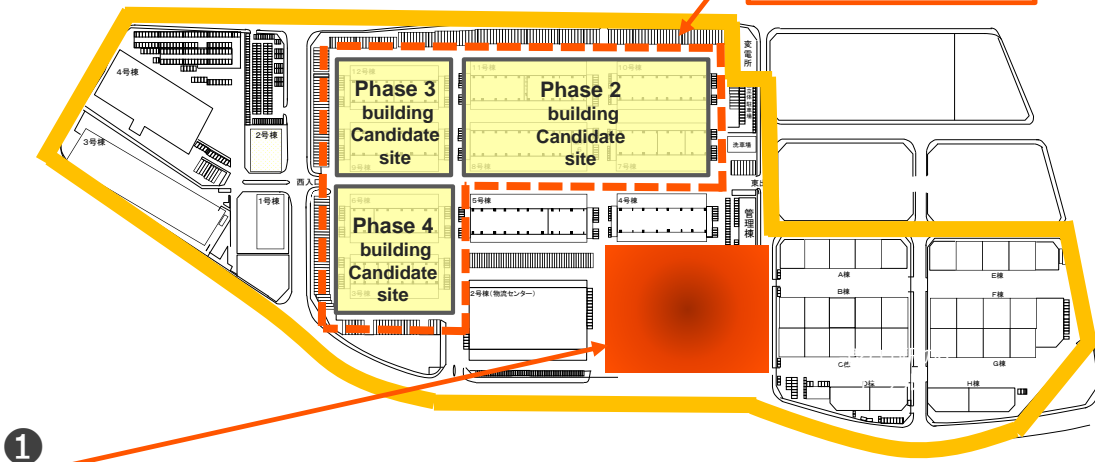 4号棟
3号棟
2号棟
1号棟
西入口
12号棟
Phase 3
building
Candidate
site
9号棟
11号棟
10号棟
Phase 2
building
Candidate
site
8号棟
7号棟
変電所
洗車場
6号棟
Phase 4
building
Candidate
site
3号棟
5号棟
4号棟
管理棟
2号棟(物流センター)
A棟
B棟
E棟
F棟
G棟
H棟
❶